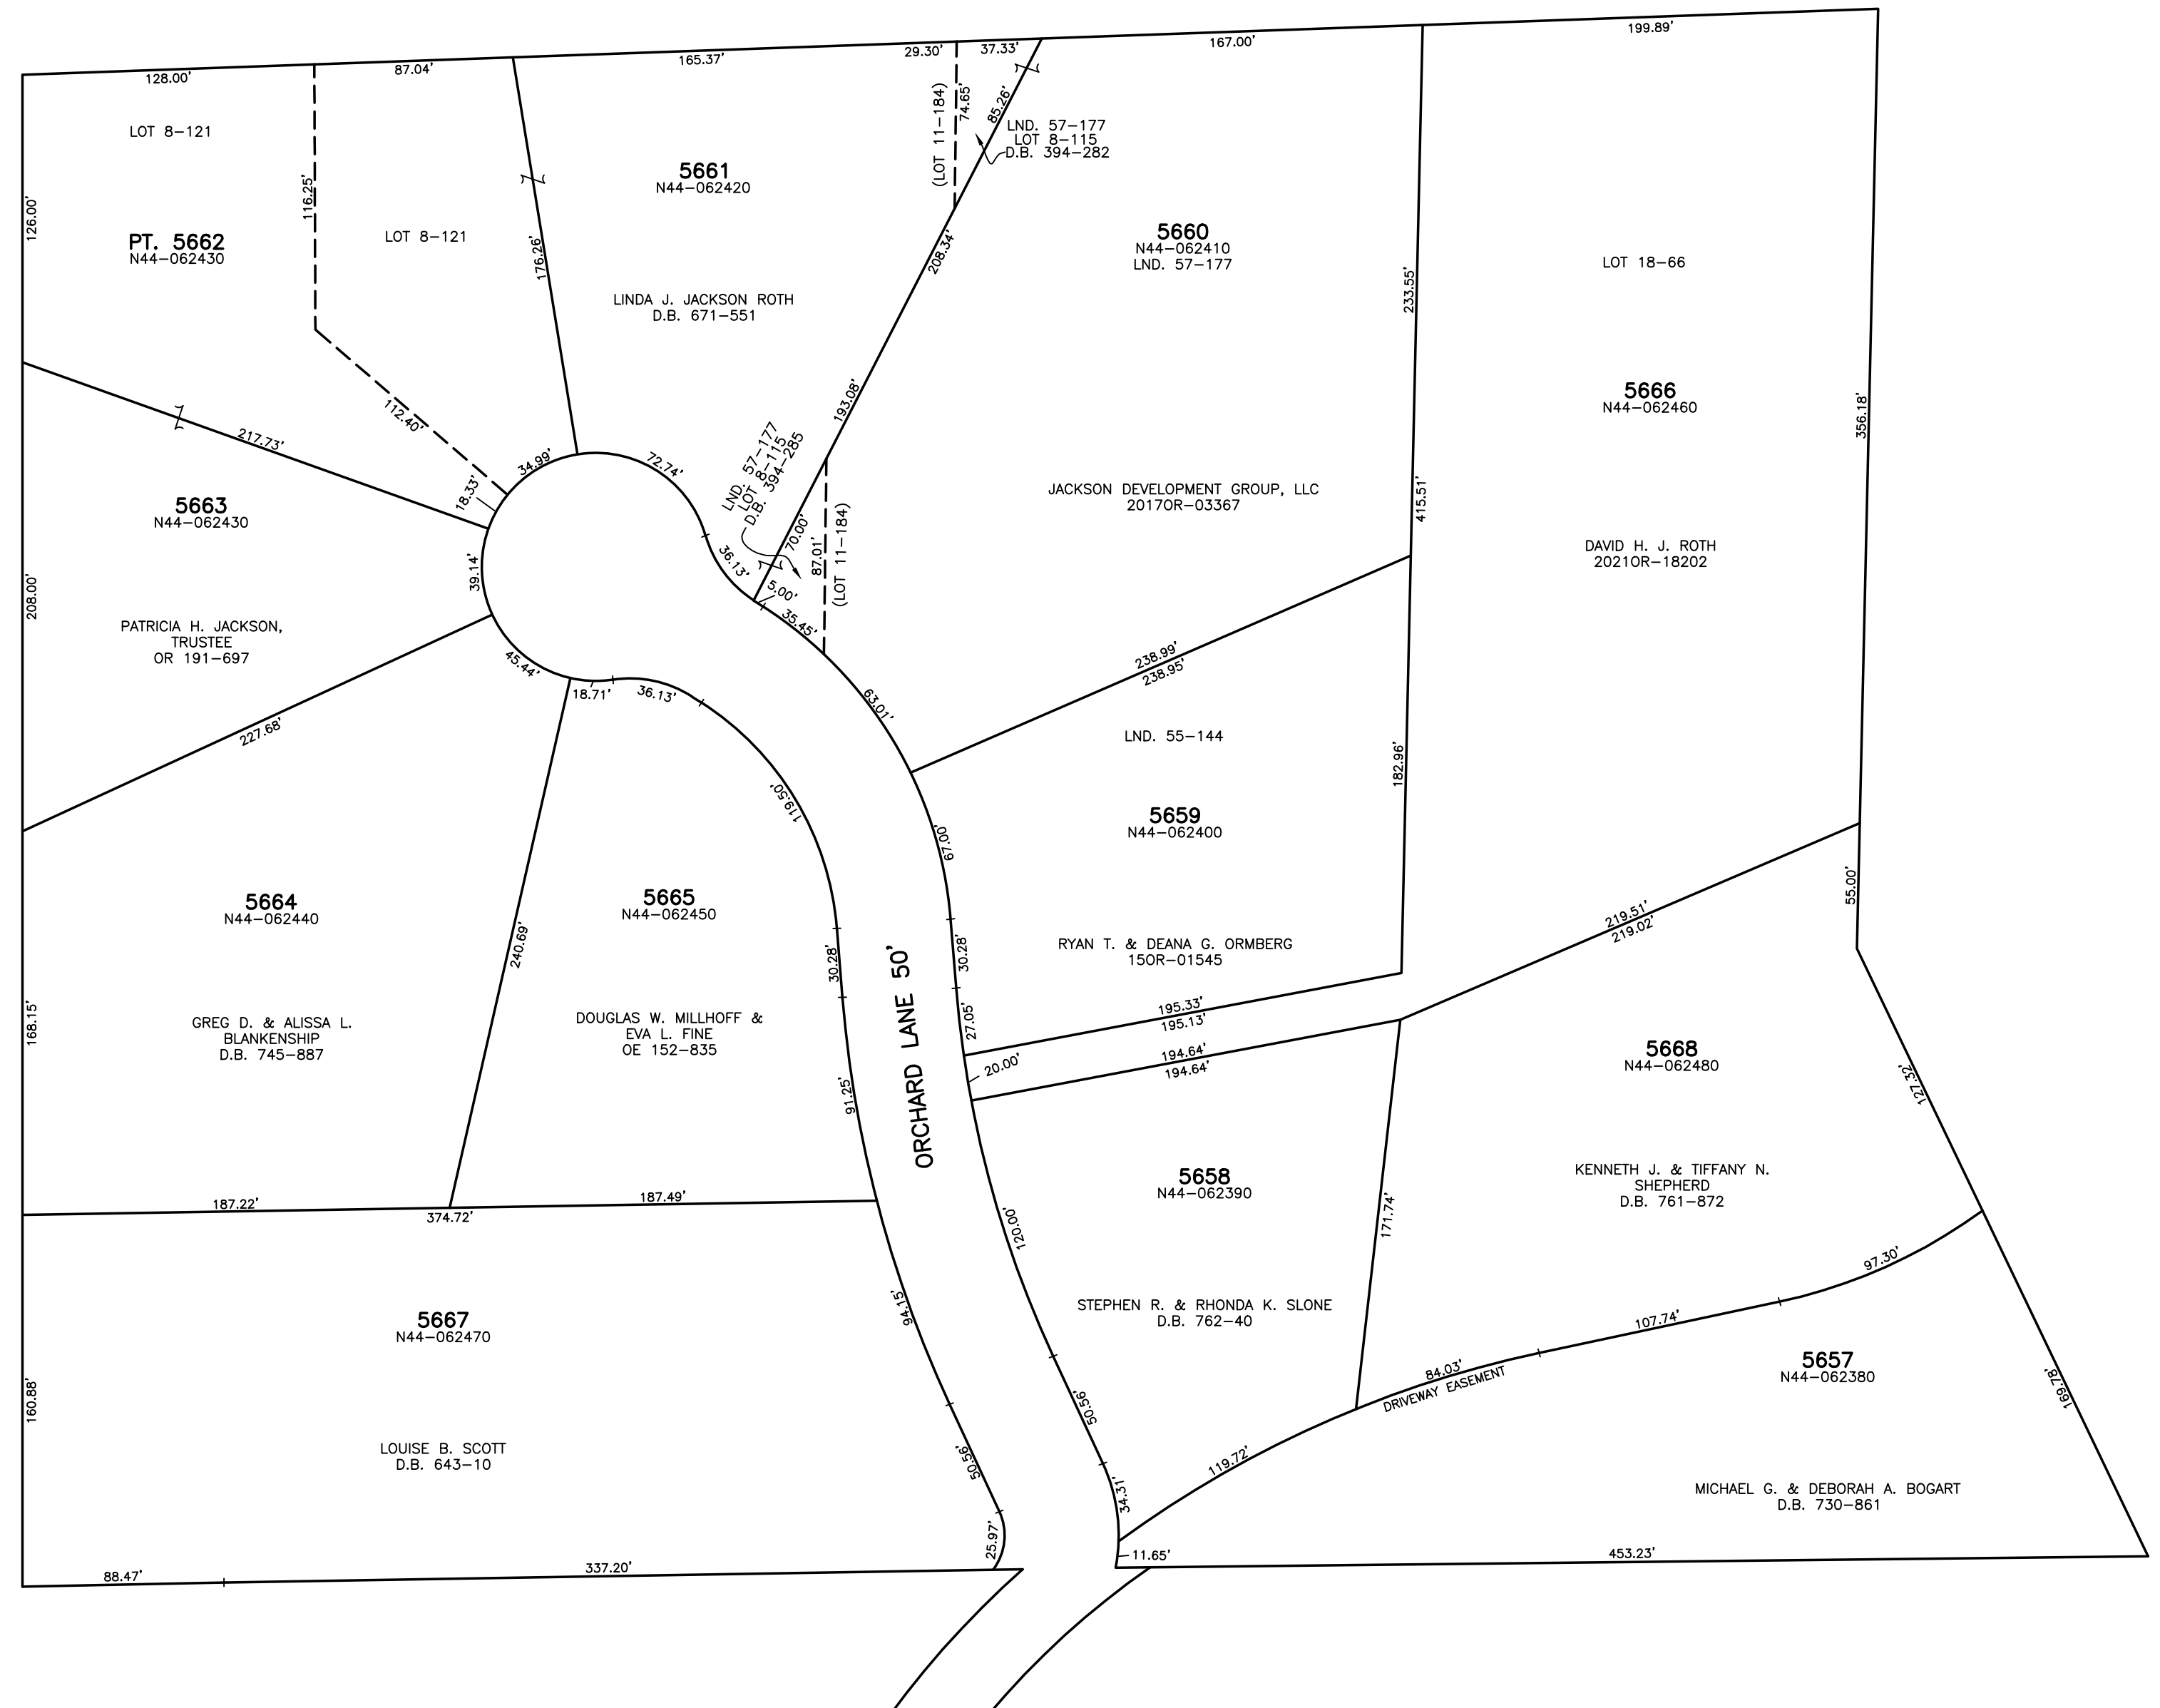 128.00'
87.04'
165.37'
29.30'
37.33'
167.00'
199.89'
LOT 8-121
126.00'
116.25'
PT. 5662
N44-062430
LOT 8-121
176.26'
112.40'
217.73'
34.99'
18.33'
5661
N44-062420
LINDA J. JACKSON ROTH
D.B. 671-551
72.74'
(LOT 11-184)
74.65'
85.26'
LND. 57-177
LOT 8-115
D.B. 394-282
208.34'
193.08'
5660
N44-062410
LND. 57-177
233.55'
JACKSON DEVELOPMENT GROUP, LLC
2017OR-03367
LND. 57-177
LOT 8-115
D.B. 394-285
70.00'
87.01'
(LOT 11-184)
36.13'
5.00'
35.45'
63.01'
LOT 18-66
5666
N44-062460
356.18'
415.51'
DAVID H. J. ROTH
2021OR-18202
5663
N44-062430
39.14'
208.00'
PATRICIA H. JACKSON,
TRUSTEE
OR 191-697
45.44'
18.71'
36.13'
227.68'
119.50'
238.99'
238.95'
LND. 55-144
182.96'
5659
N44-062400
67.00'
RYAN T. & DEANA G. ORMBERG
15OR-01545
30.28'
27.05'
195.33'
195.13'
20.00'
194.64'
194.64'
55.00'
219.51'
219.02'
5664
N44-062440
240.69'
GREG D. & ALISSA L.
BLANKENSHIP
D.B. 745-887
168.15'
5665
N44-062450
30.28'
DOUGLAS W. MILLHOFF &
EVA L. FINE
OE 152-835
91.25'
ORCHARD LANE 50'
187.22'
187.49'
374.72'
5668
N44-062480
127.32'
KENNETH J. & TIFFANY N.
SHEPHERD
D.B. 761-872
5658
N44-062390
171.74'
120.00'
STEPHEN R. & RHONDA K. SLONE
D.B. 762-40
97.30'
107.74'
84.03'
DRIVEWAY EASEMENT
119.72'
5667
N44-062470
94.15'
160.88'
LOUISE B. SCOTT
D.B. 643-10
50.56'
50.56'
34.31'
25.97'
5657
N44-062380
169.78'
MICHAEL G. & DEBORAH A. BOGART
D.B. 730-861
11.65'
453.23'
88.47'
337.20'